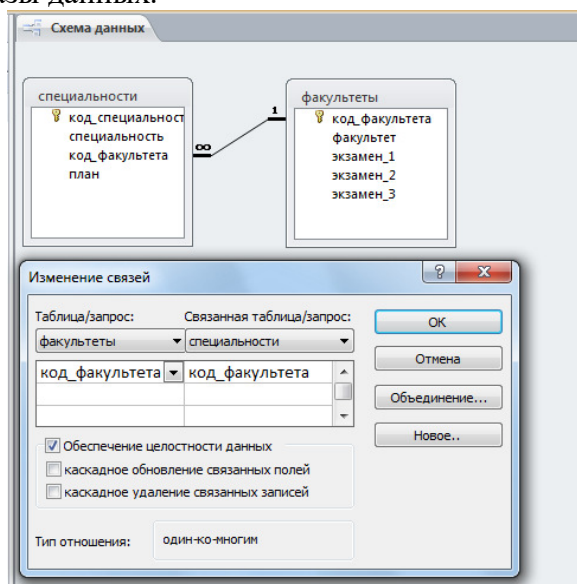 азы данных.
Схема данных
специальности
код_специальност
специальность
код_факультета
план
∞
1
факультеты
код_факультета
факультет
экзамен_1
экзамен_2
экзамен_3
Изменение связей
?
X
Таблица/запрос: Связанная таблица/запрос:
факультеты специальности
код_факультета код_факультета
Обеспечение целостности данных
каскадное обновление связанных полей
каскадное удаление связанных записей
Тип отношения: один-ко-многим
ОК
Отмена
Объединение...
Новое..